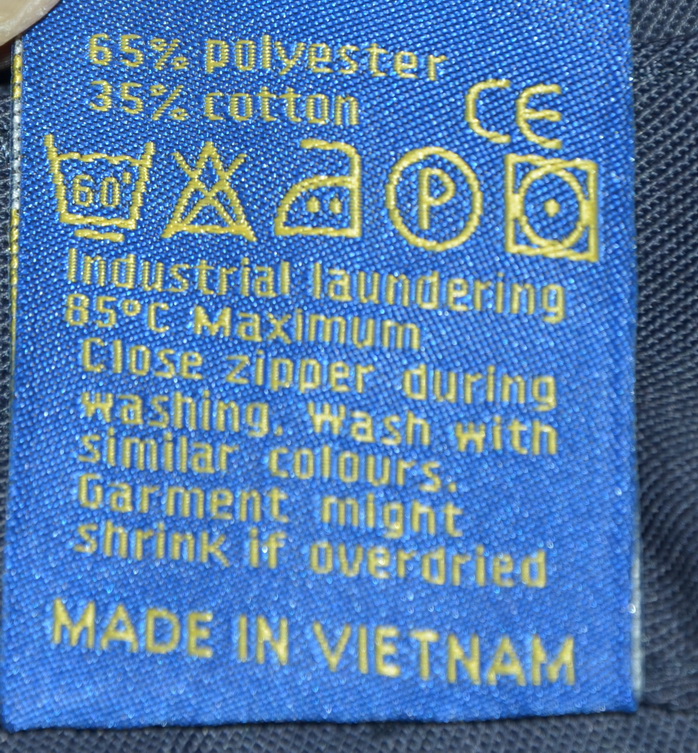 65% polyester
35% cotton
CE
60° P
Industrial laundering
85°C Maximum
Close zipper during
washing. Wash with
similar colours.
Garment might
shrink if overdried
MADE IN VIETNAM